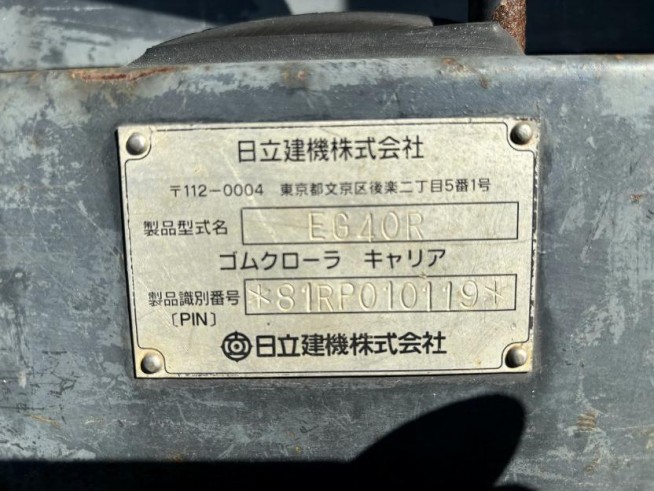 日立建機株式会社
〒112-0004 東京都文京区後楽二丁目5番1号
製品型式名 EG40R
ゴムクローラ キャリア
製品識別番号 *81RP010119*
〔PIN〕
日立建機株式会社